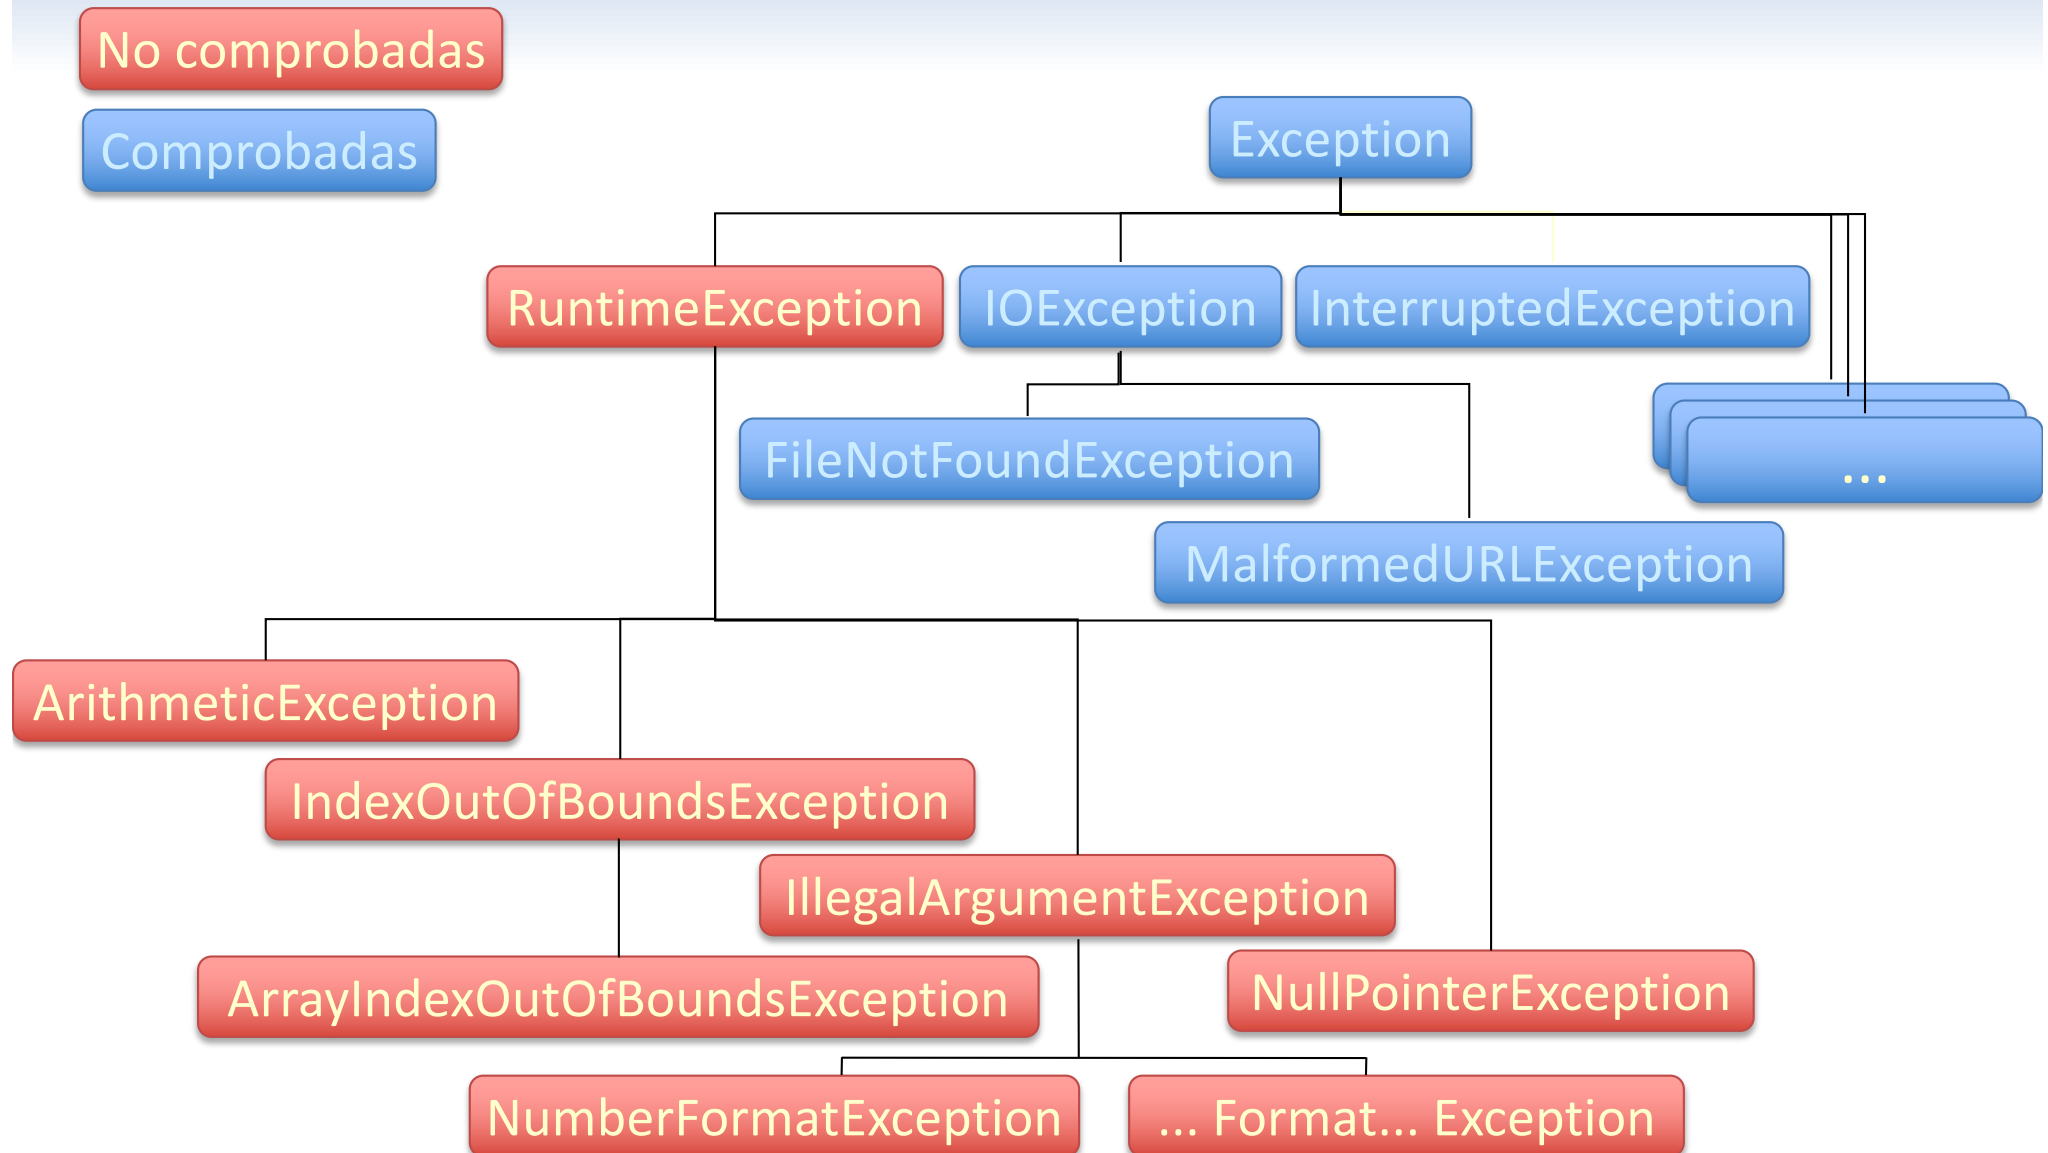 No comprobadas
Comprobadas
Exception
RuntimeException
IOException
InterruptedException
FileNotFoundException
...
MalformedURLException
ArithmeticException
IndexOutOfBoundsException
IllegalArgumentException
ArrayIndexOutOfBoundsException
NullPointerException
NumberFormatException
... Format... Exception